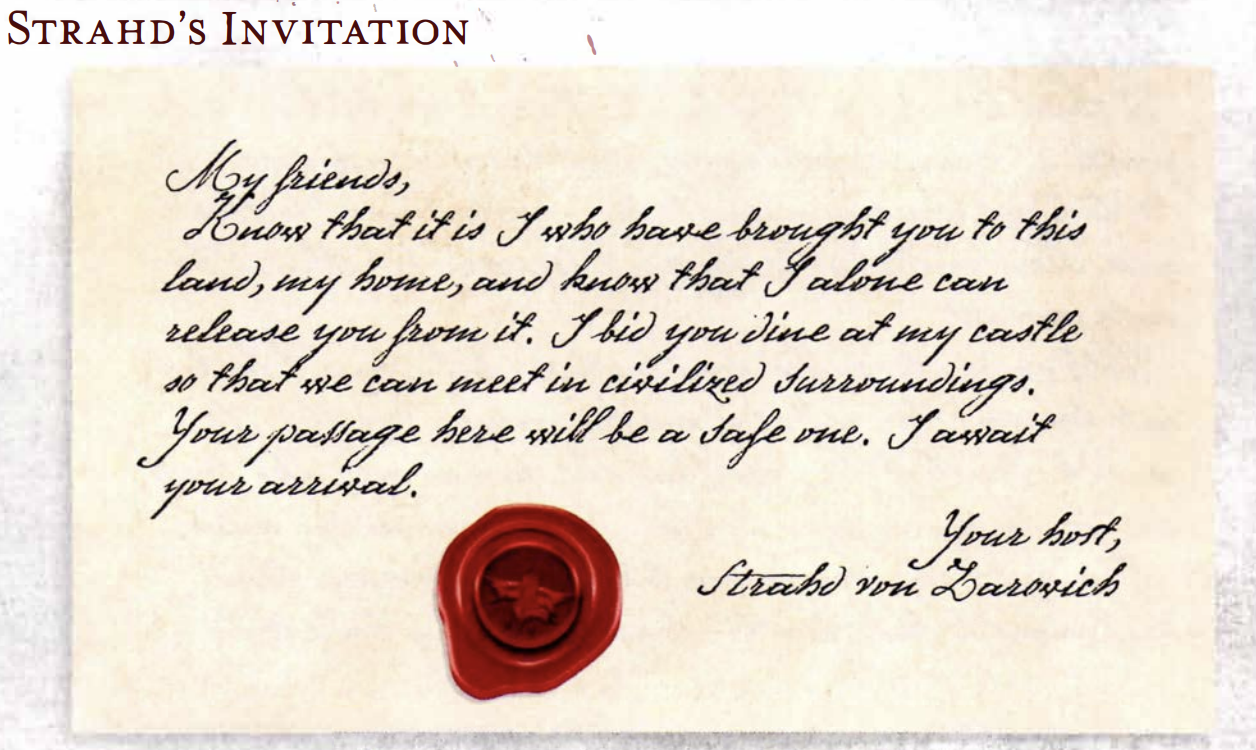 STRAHD'S INVITATION
My friends,
Know that it is I who have brought you to this
land, my home, and know that I alone can
release you from it. I bid you dine at my castle
so that we can meet in civilized surroundings.
Your passage here will be a safe one. I await
your arrival.
Your host,
Strahd von Zarovich